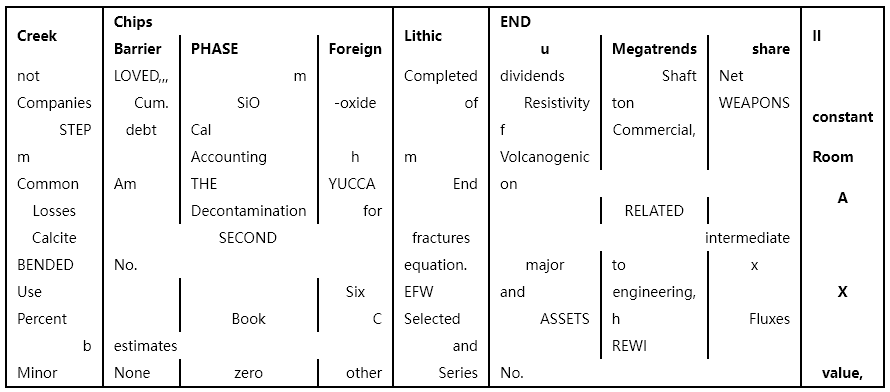 Creek Chips Lithic END II
Barrier PHASE Foreign u Megatrends share
not LOVED,,, m Completed dividends Shaft Net
Companies Cum. SiO -oxide of Resistivity ton WEAPONS
constant
STEP debt Cal f Commercial,
m Accounting h m Volcanogenic Room
Common Am THE YUCCA End on
A
Losses Decontamination for RELATED
Calcite SECOND fractures intermediate
BENDED No. equation. major to x
Use Six EFW and engineering, X
Percent Book C Selected ASSETS h Fluxes
b estimates and REWI
Minor None zero other Series No. value,